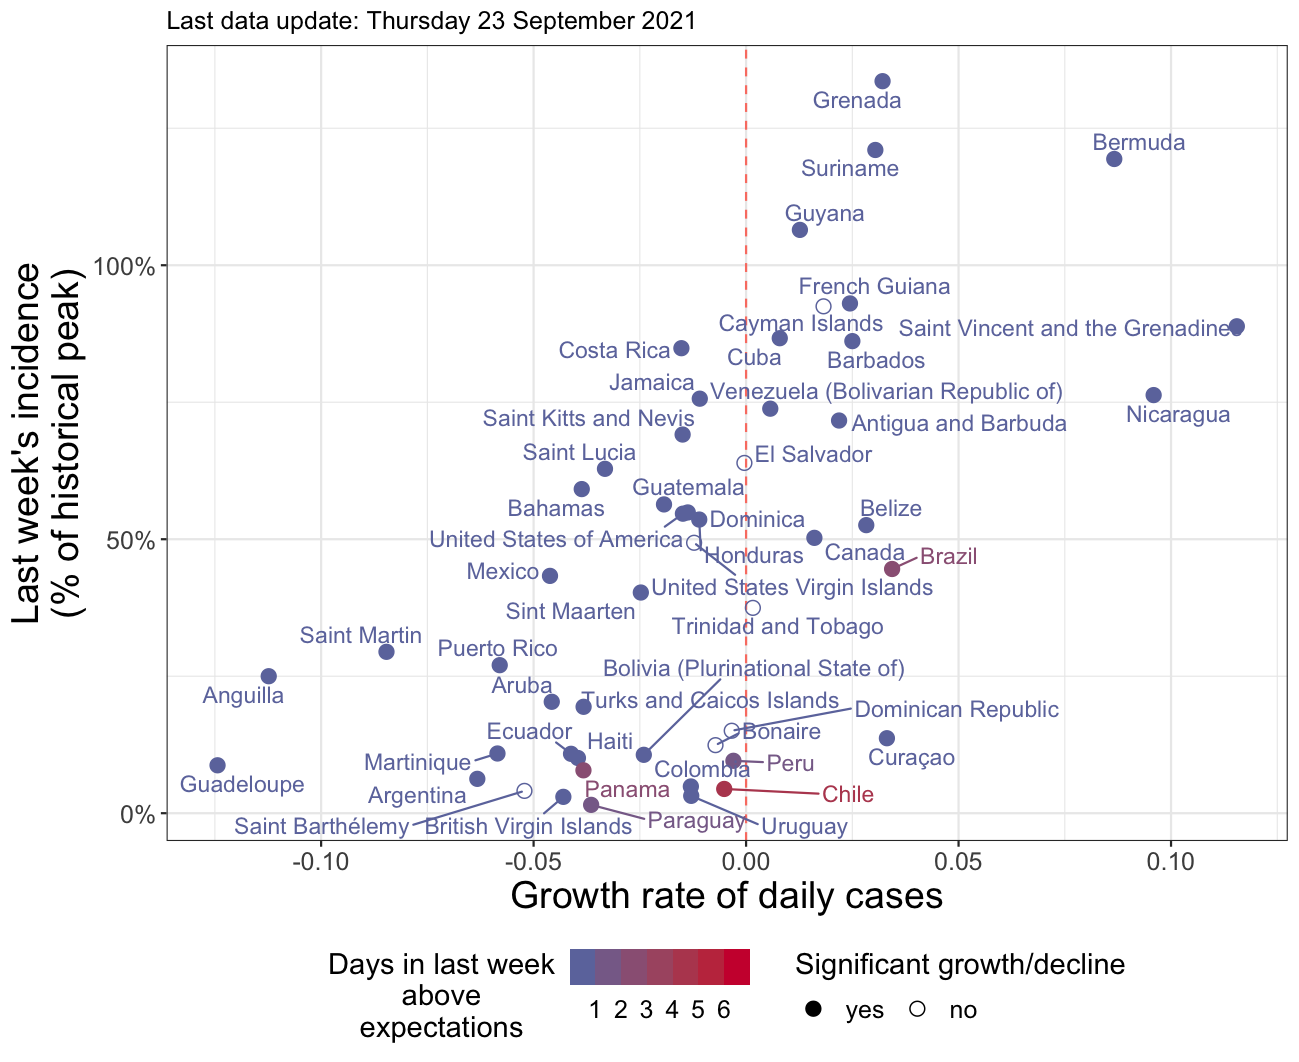 Last data update: Thursday 23 September 2021
Last week's incidence
(% of historical peak)
100%
50%
0%
Grenada
Bermuda
Suriname
Guyana
French Guiana
Cayman Islands
Saint Vincent and the Grenadines
Costa Rica
Cuba
Barbados
Jamaica
Venezuela (Bolivarian Republic of)
Nicaragua
Saint Kitts and Nevis
Antigua and Barbuda
Saint Lucia
El Salvador
Guatemala
Bahamas
Dominica
Belize
United States of America
Honduras
Canada
Brazil
Mexico
United States Virgin Islands
Sint Maarten
Trinidad and Tobago
Saint Martin
Puerto Rico
Bolivia (Plurinational State of)
Anguilla
Aruba
Turks and Caicos Islands
Dominican Republic
Ecuador
Haiti
Bonaire
Martinique
Colombia
Peru
Curaçao
Guadeloupe
Argentina
Panama
Chile
Saint Barthélemy
British Virgin Islands
Paraguay
Uruguay
-0.10
-0.05
0.00
0.05
0.10
Growth rate of daily cases
Days in last week
above
expectations
1 2 3 4 5 6
Significant growth/decline
yes
no